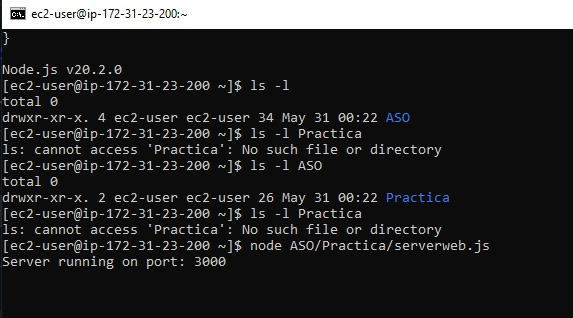 ec2-user@ip-172-31-23-200:~
}
Node.js v20.2.0
[ec2-user@ip-172-31-23-200 ~]$ ls -l
total 0
drwxr-xr-x. 4 ec2-user ec2-user 34 May 31 00:22 ASO
[ec2-user@ip-172-31-23-200 ~]$ ls -l Practica
ls: cannot access 'Practica': No such file or directory
[ec2-user@ip-172-31-23-200 ~]$ ls -l ASO
total 0
drwxr-xr-x. 2 ec2-user ec2-user 26 May 31 00:22 Practica
[ec2-user@ip-172-31-23-200 ~]$ ls -l Practica
ls: cannot access 'Practica': No such file or directory
[ec2-user@ip-172-31-23-200 ~]$ node ASO/Practica/serverweb.js
Server running on port: 3000